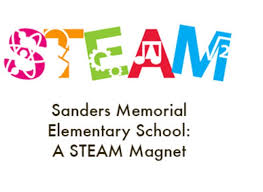 STEAM
Sanders Memorial
Elementary School:
A STEAM Magnet